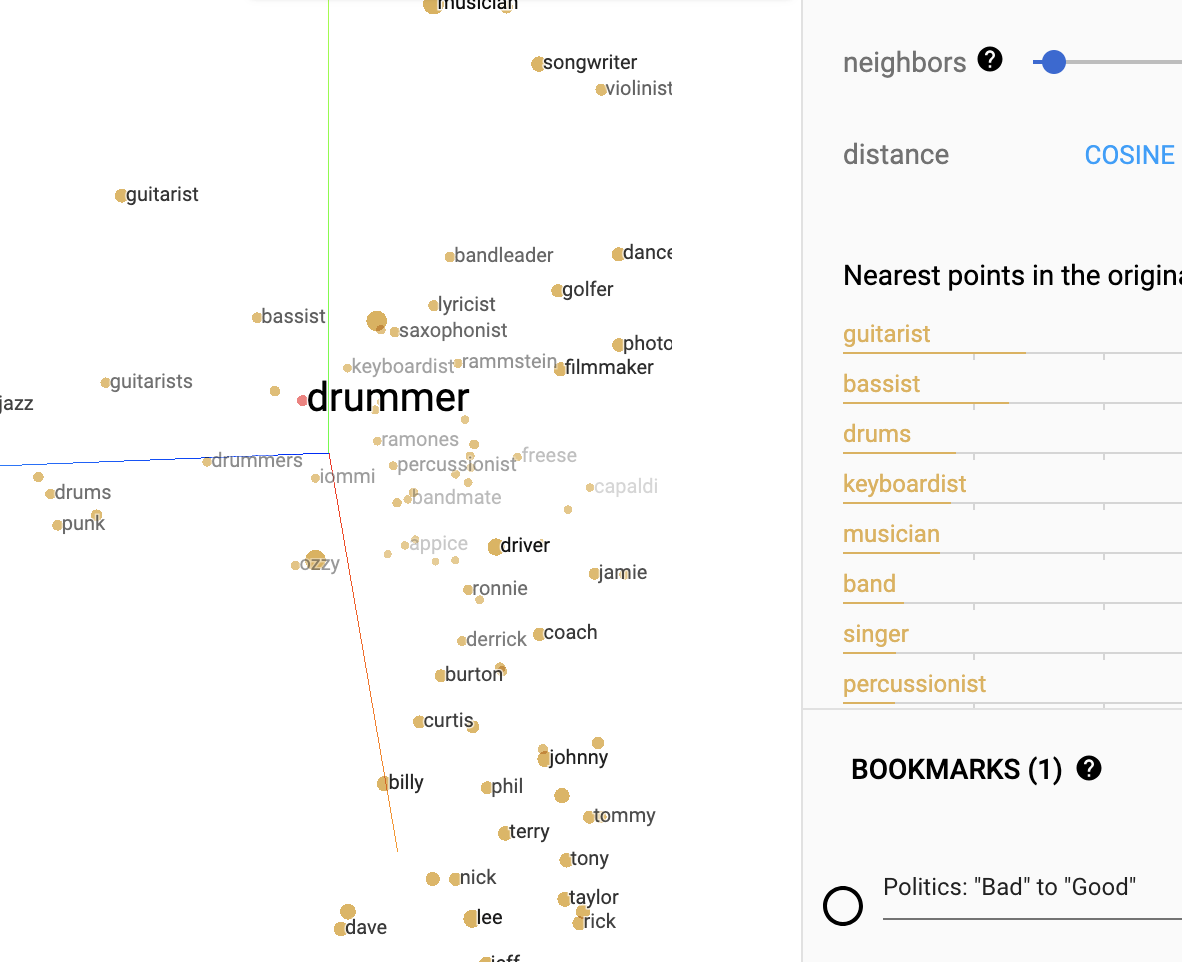 musician
songwriter
violinist
guitarist
bandleader
dance
golfer
lyricist
bassist
saxophonist
photo
keyboardist
rammstein
filmmaker
guitarists
drummer
jazz
ramones
freese
drummers
percussionist
iommi
capaldi
drums
bandmate
punk
appice
driver
ozzy
jamie
ronnie
coach
derrick
burton
curtis
johnny
billy
phil
tommy
terry
tony
nick
taylor
lee
rick
dave
jeff
neighbors ?
distance COSINE
Nearest points in the origina
guitarist
bassist
drums
keyboardist
musician
band
singer
percussionist
BOOKMARKS (1) ?
Politics: "Bad" to "Good"